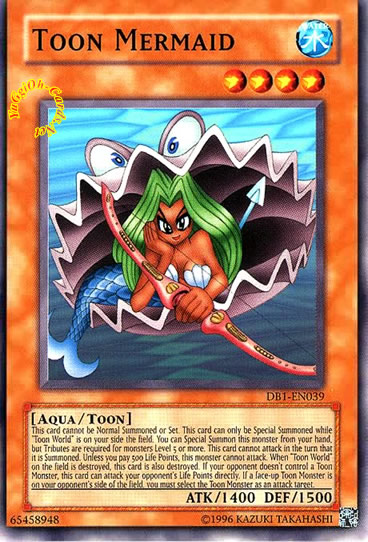 TOON MERMAID
水
YuGgiOh-Cards.Net
DB1-EN039
[AQUA / TOON]
This card cannot be Normal Summoned or Set. This card can only be Special Summoned while
"Toon World" is on your side the field. You can Special Summon this monster from your hand,
but Tributes are required for monsters Level 5 or more. This card cannot attack in the turn that
it is Summoned. Unless you pay 500 Life Points, this monster cannot attack. When "Toon World"
on the field is destroyed, this card is also destroyed. If your opponent doesn't control a Toon
Monster, this card can attack your opponent's Life Points directly. If a face-up Toon Monster is
on your opponent's side of the field, you must select the Toon Monster as an attack target.
ATK/1400 DEF/1500
65458948
©1996 KAZUKI TAKAHASHI